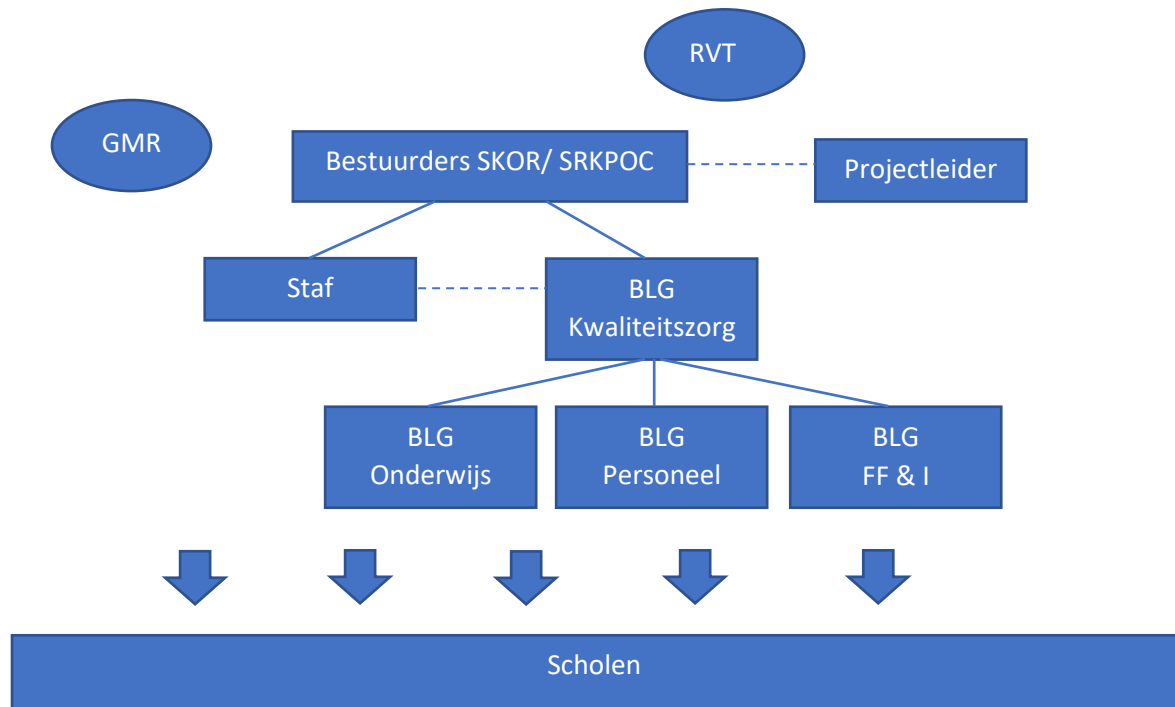 RVT
GMR
Bestuurders SKOR/ SRKPOC
Projectleider
Staf
BLG
Kwaliteitszorg
BLG
Onderwijs
BLG
Personeel
BLG
FF & I
Scholen